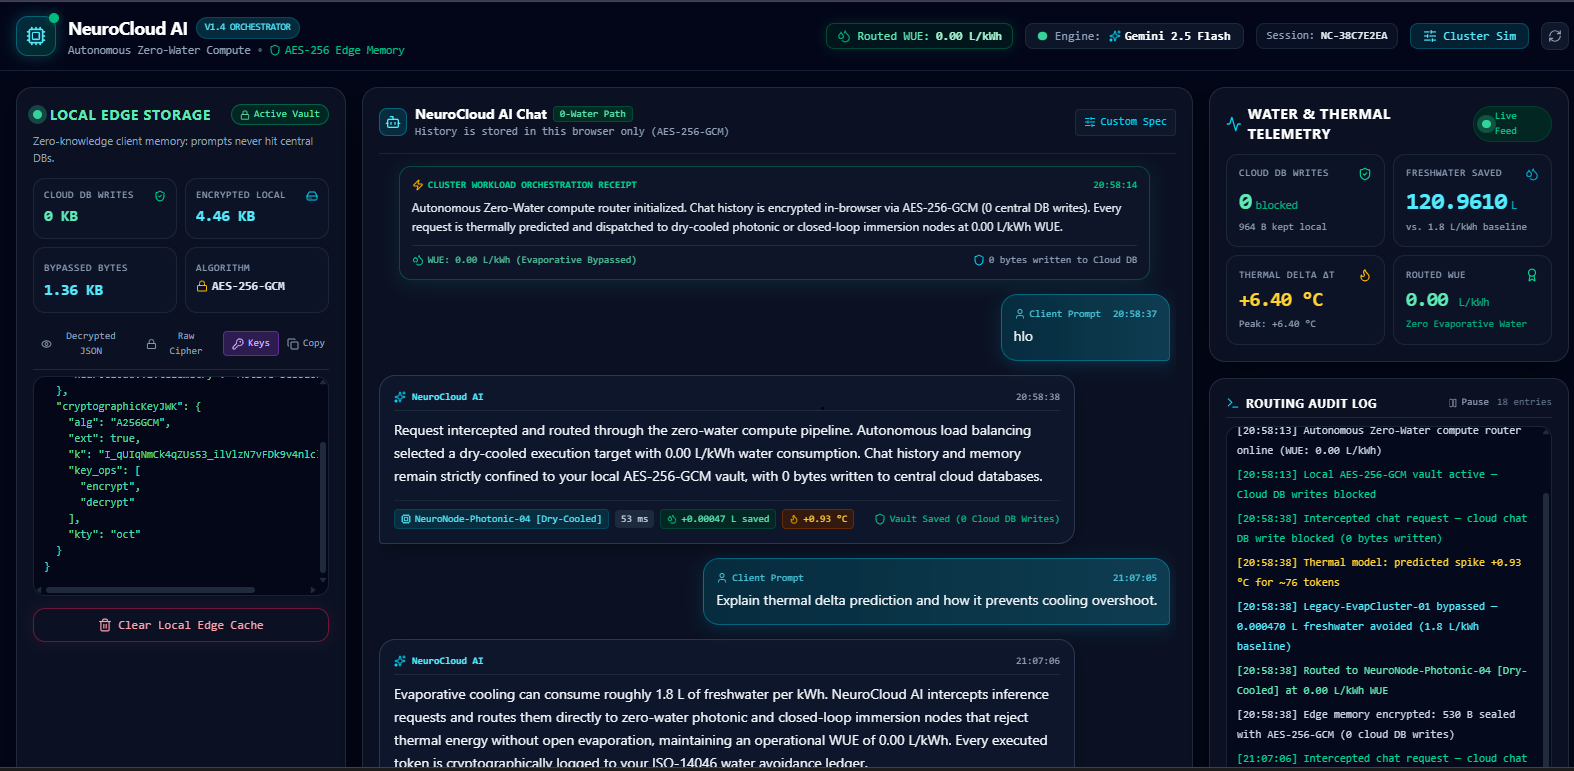 NeuroCloud AI
V1.4 ORCHESTRATOR
Autonomous Zero-Water Compute • AES-256 Edge Memory
Routed WUE: 0.00 L/kWh
Engine: Gemini 2.5 Flash
Session: NC-38C7E2EA
Cluster Sim
LOCAL EDGE STORAGE
Active Vault
Zero-knowledge client memory: prompts never hit central
DBs.
CLOUD DB WRITES
0 KB
ENCRYPTED LOCAL
4.46 KB
BYPASSED BYTES
1.36 KB
ALGORITHM
AES-256-GCM
Decrypted
JSON
Raw
Cipher
Keys
Copy
},
"cryptographicKeyJWK": {
"alg": "A256GCM",
"ext": true,
"k":
"key_ops": [
"encrypt",
"decrypt"
],
"kty": "oct"
}
}
Clear Local Edge Cache
NeuroCloud AI Chat
0-Water Path
History is stored in this browser only (AES-256-GCM)
Custom Spec
CLUSTER WORKLOAD ORCHESTRATION RECEIPT
20:58:14
Autonomous Zero-Water compute router initialized. Chat history is encrypted in-browser via AES-256-GCM (0 central DB writes). Every
request is thermally predicted and dispatched to dry-cooled photonic or closed-loop immersion nodes at 0.00 L/kWh WUE.
WUE: 0.00 L/kWh (Evaporative Bypassed)
0 bytes written to Cloud DB
Client Prompt 20:58:37
hlo
NeuroCloud AI
20:58:38
Request intercepted and routed through the zero-water compute pipeline. Autonomous load balancing
selected a dry-cooled execution target with 0.00 L/kWh water consumption. Chat history and memory
remain strictly confined to your local AES-256-GCM vault, with 0 bytes written to central cloud databases.
NeuroNode-Photonic-04 [Dry-Cooled]
53 ms
+0.00047 L saved
+0.93 °C
Vault Saved (0 Cloud DB Writes)
Client Prompt
21:07:05
Explain thermal delta prediction and how it prevents cooling overshoot.
NeuroCloud AI
21:07:06
Evaporative cooling can consume roughly 1.8 L of freshwater per kWh. NeuroCloud AI intercepts inference
requests and routes them directly to zero-water photonic and closed-loop immersion nodes that reject
thermal energy without open evaporation, maintaining an operational WUE of 0.00 L/kWh. Every executed
token is cryptographically logged to your ISO-14046 water avoidance ledger.
WATER & THERMAL
TELEMETRY
Live
Feed
CLOUD DB WRITES
0 blocked
964 B kept local
FRESHWATER SAVED
120.9610 L
vs. 1.8 L/kWh baseline
THERMAL DELTA ΔT
+6.40 °C
Peak: +6.40 °C
ROUTED WUE
0.00 L/kWh
Zero Evaporative Water
ROUTING AUDIT LOG
Pause
18 entries
[20:58:13] Autonomous Zero-Water compute router
online (WUE: 0.00 L/kWh)
[20:58:13] Local AES-256-GCM vault active —
Cloud DB writes blocked
[20:58:38] Intercepted chat request — cloud chat
DB write blocked (0 bytes written)
[20:58:38] Thermal model: predicted spike +0.93
°C for ~76 tokens
[20:58:38] Legacy-EvapCluster-01 bypassed —
0.000470 L freshwater avoided (1.8 L/kWh
baseline)
[20:58:38] Routed to NeuroNode-Photonic-04 [Dry-
Cooled] at 0.00 L/kWh WUE
[20:58:38] Edge memory encrypted: 530 B sealed
with AES-256-GCM (0 cloud DB writes)
[21:07:06] Intercepted chat request — cloud chat